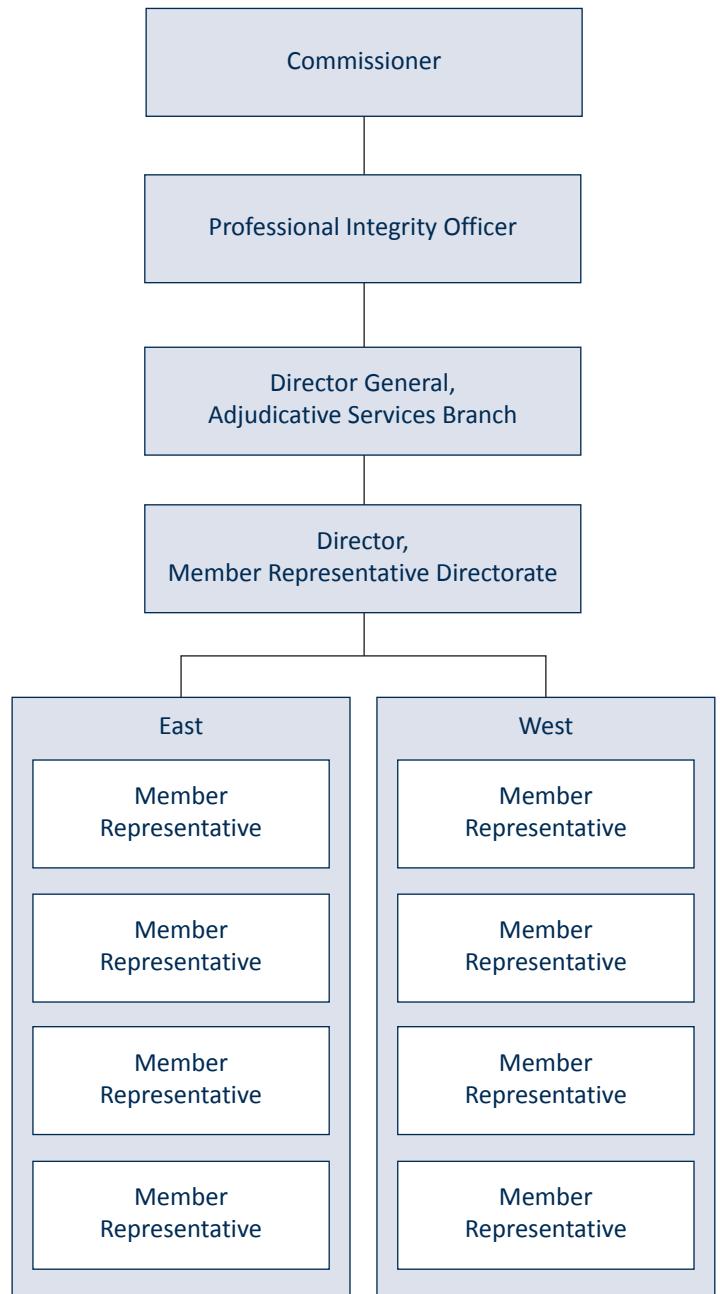 Commissioner
Professional Integrity Officer
Director General,
Adjudicative Services Branch
Director,
Member Representative Directorate
East
Member
Representative
Member
Representative
Member
Representative
Member
Representative
West
Member
Representative
Member
Representative
Member
Representative
Member
Representative